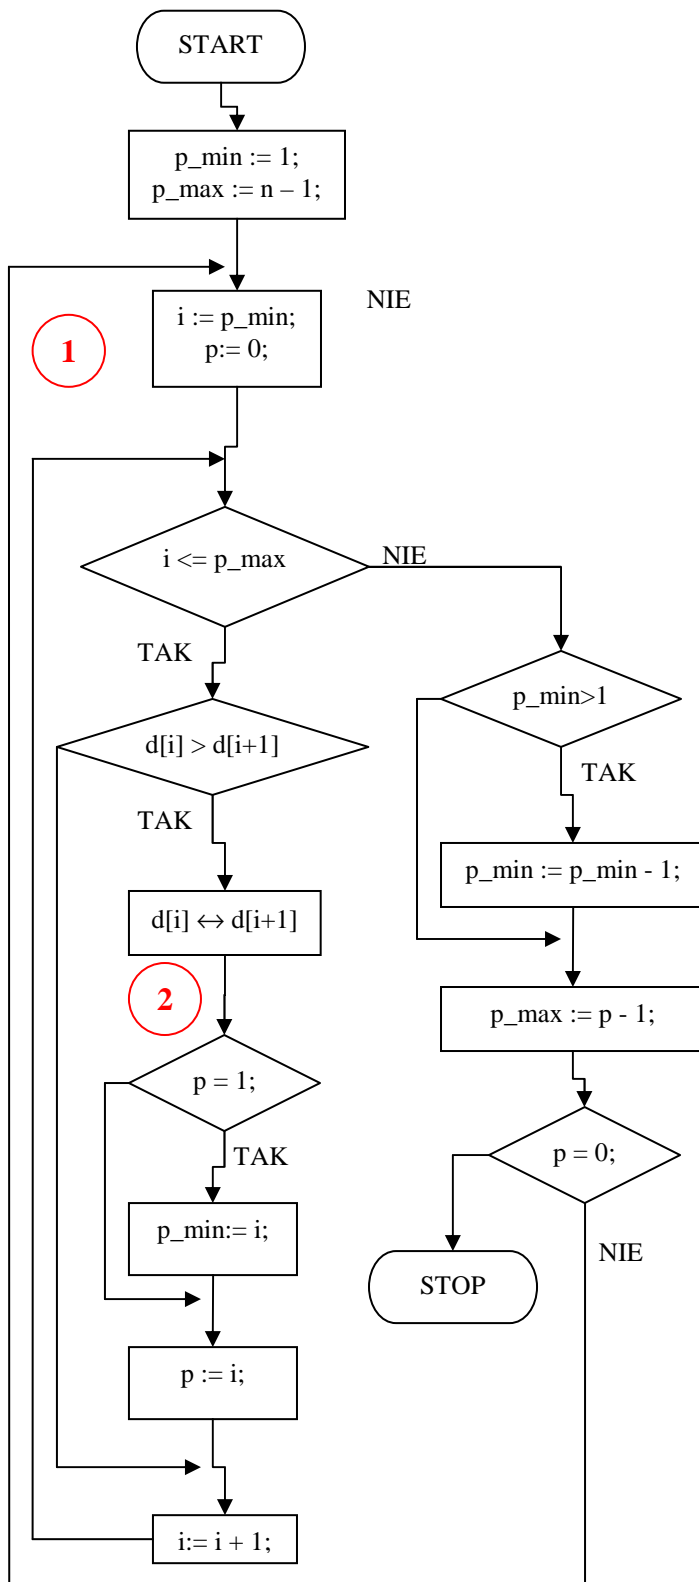 START
p_min := 1;
p_max := n – 1;
NIE
i := p_min;
p:= 0;
1
i <= p_max
NIE
TAK
p_min>1
d[i] > d[i+1]
TAK
TAK
p_min := p_min - 1;
d[i] ↔ d[i+1]
2
p_max := p - 1;
p = 1;
TAK
p = 0;
p_min:= i;
NIE
STOP
p := i;
i:= i + 1;